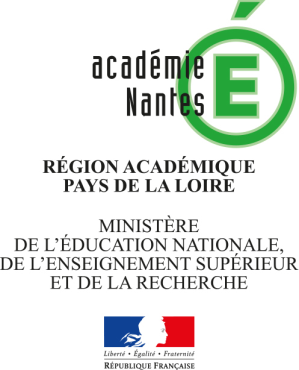 académie
Nantes
É
RÉGION ACADÉMIQUE
PAYS DE LA LOIRE
MINISTÈRE
DE L'ÉDUCATION NATIONALE,
DE L'ENSEIGNEMENT SUPÉRIEUR
ET DE LA RECHERCHE
Liberté • Égalité • Fraternité
RÉPUBLIQUE FRANÇAISE